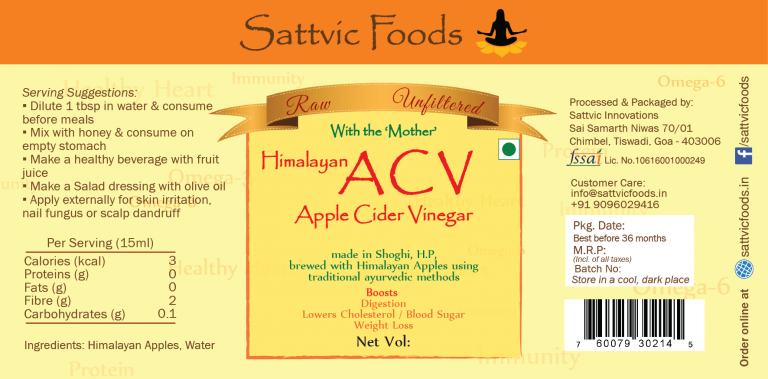 Sattvic Foods
Healthy Heart
Immunity
Omega-6
Serving Suggestions:
▪ Dilute 1 tbsp in water & consume
before meals
▪ Mix with honey & consume on
empty stomach
▪ Make a healthy beverage with fruit
juice
▪ Make a Salad dressing with olive oil
▪ Apply externally for skin irritation,
nail fungus or scalp dandruff
Per Serving (15ml)
Calories (kcal) 3
Proteins (g) 0
Fats (g) 0
Fibre (g) 2
Carbohydrates (g) 0.1
Ingredients: Himalayan Apples, Water
Protein
Raw Unfiltered
With the 'Mother'
Himalayan
ACV
Apple Cider Vinegar
made in Shoghi, H.P,
brewed with Himalayan Apples using
traditional ayurvedic methods
Boosts
Digestion
Lowers Cholesterol / Blood Sugar
Weight Loss
Net Vol:
Immunity
Processed & Packaged by:
Sattvic Innovations
Sai Samarth Niwas 70/01
Chimbel, Tiswadi, Goa - 403006
fssai Lic. No.10616001000249
Customer Care:
info@sattvicfoods.in
+91 9096029416
Pkg. Date:
Best before 36 months
M.R.P:
(Incl. of all taxes)
Batch No:
Store in a cool, dark place
Omega-6
7 60079 30214 5
Order online at sattvicfoods.in f/sattvicfoods